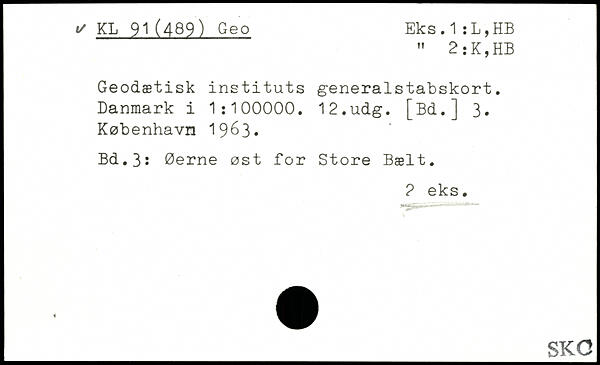 ✓ KL 91(489) Geo
Eks.1:L,HB
" 2:K,HB
Geodætisk instituts generalstabskort.
Danmark i 1:100000. 12.udg. [Bd.] 3.
København 1963.
Bd.3: Øerne øst for Store Bælt.
2 eks.
SKC